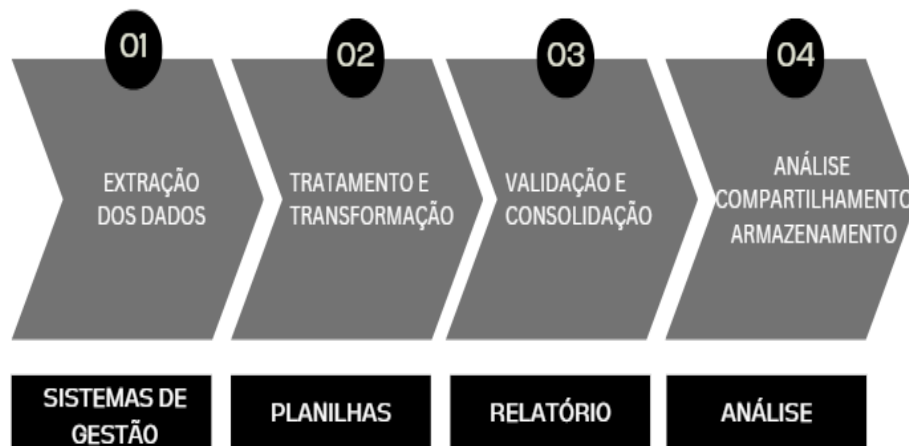 01
EXTRAÇÃO
DOS DADOS
02
TRATAMENTO E
TRANSFORMAÇÃO
03
VALIDAÇÃO E
CONSOLIDAÇÃO
04
ANÁLISE
COMPARTILHAMENTO
ARMAZENAMENTO
SISTEMAS DE
GESTÃO
PLANILHAS
RELATÓRIO
ANÁLISE